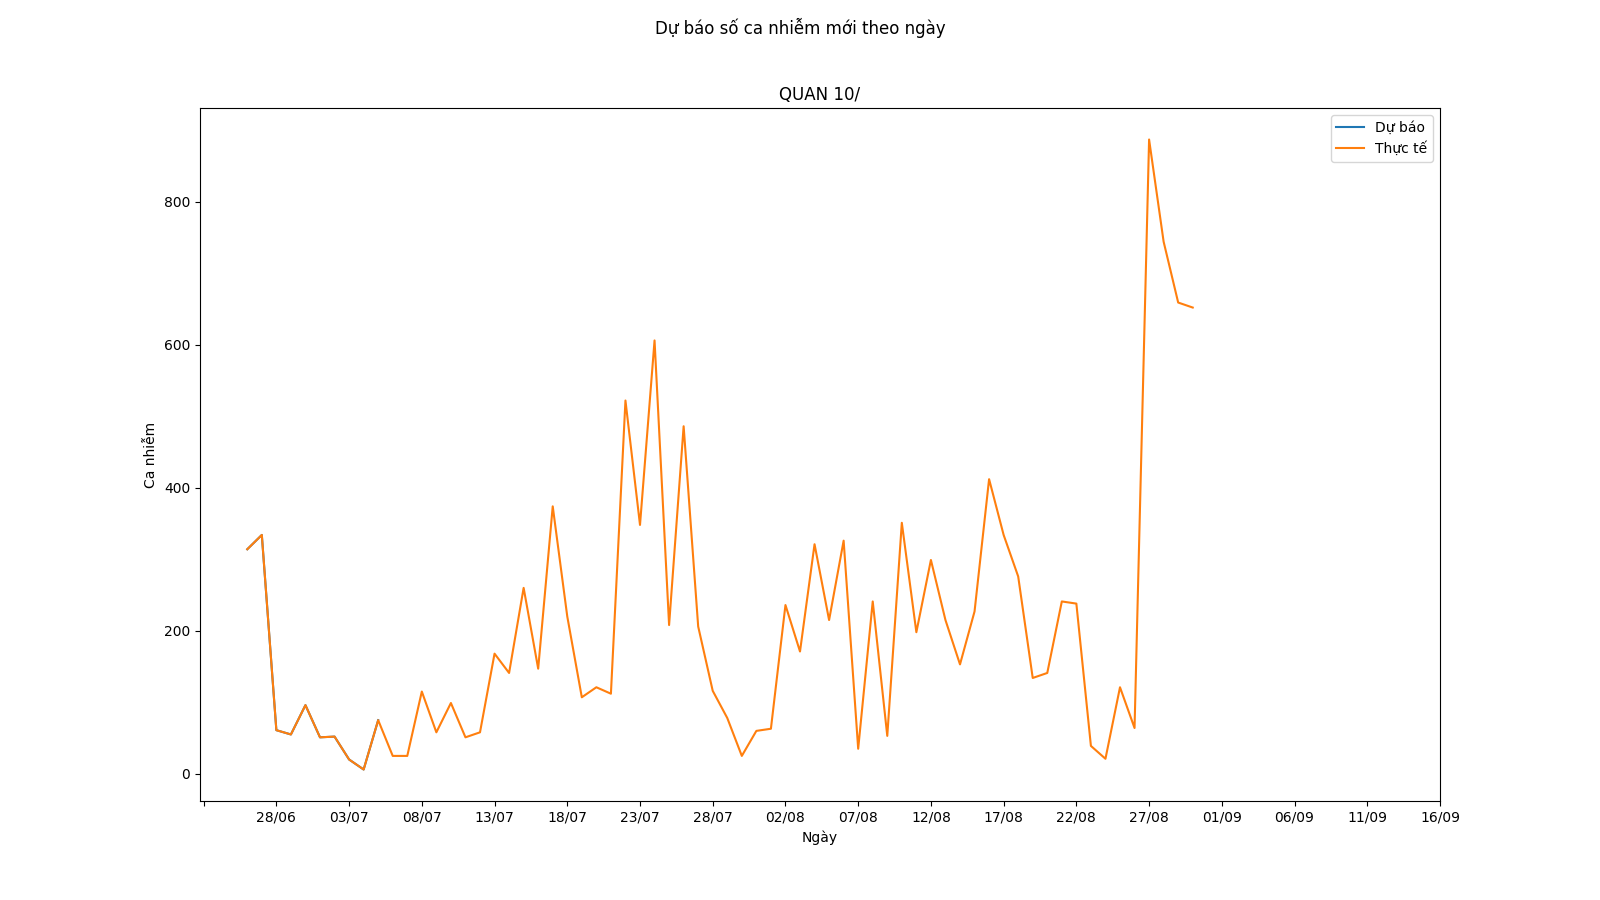 Dự báo số ca nhiễm mới theo ngày
QUAN 10/
Dự báo
Thực tế
800
600
400
200
0
Ca nhiễm
28/06 03/07 08/07 13/07 18/07 23/07 28/07 02/08 07/08 12/08 17/08 22/08 27/08 01/09 06/09 11/09 16/09
Ngày